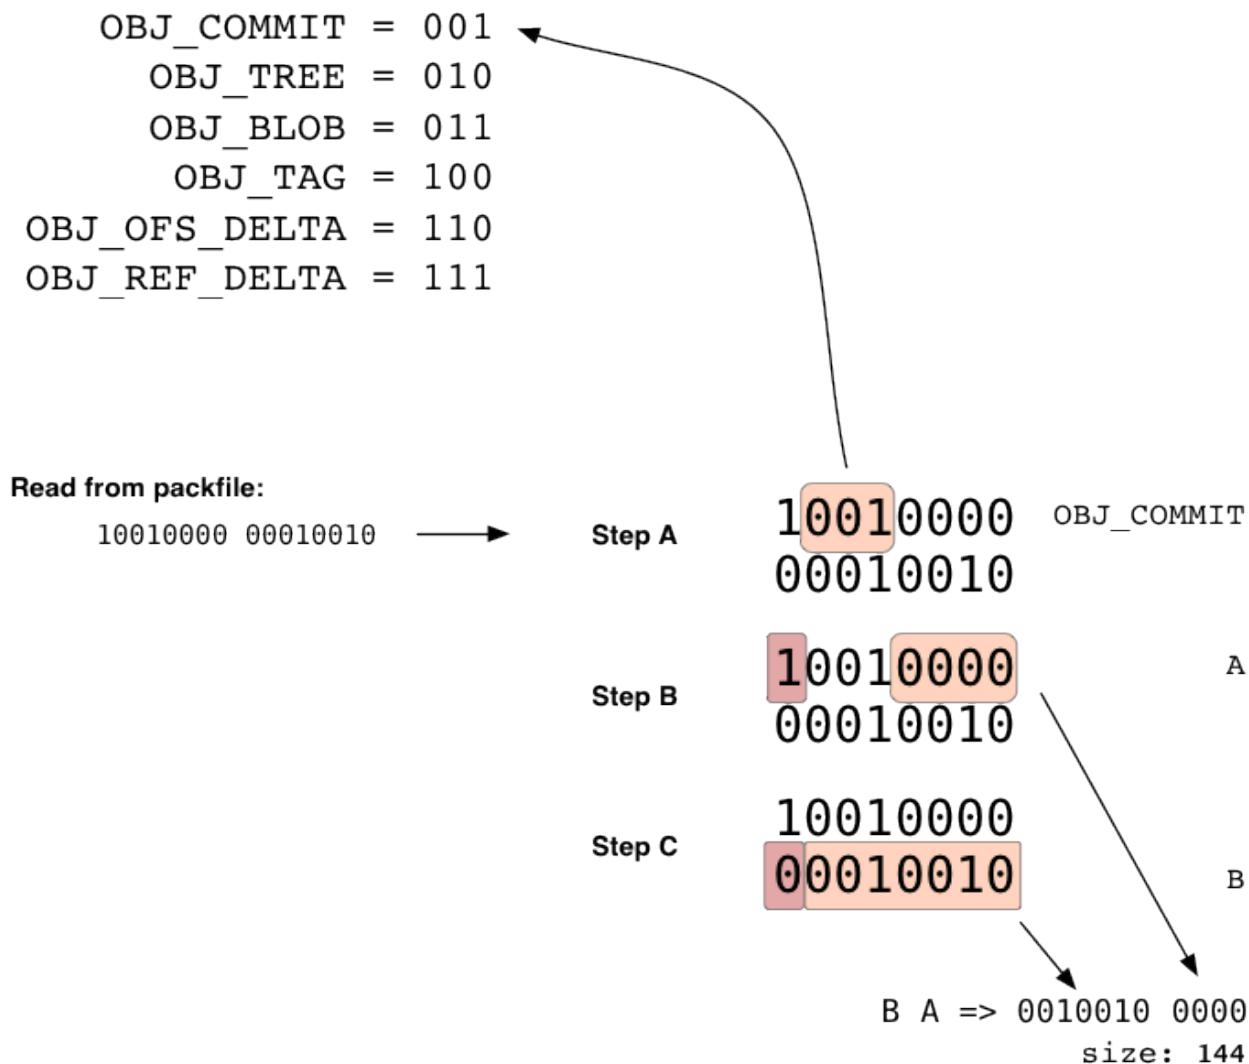 OBJ_COMMIT = 001
OBJ_TREE = 010
OBJ_BLOB = 011
OBJ_TAG = 100
OBJ_OFS_DELTA = 110
OBJ_REF_DELTA = 111
Read from packfile:
10010000 00010010
Step A
10010000 OBJ_COMMIT
00010010
Step B
10010000 A
00010010
Step C
10010000
00010010 B
B A => 0010010 0000
size: 144